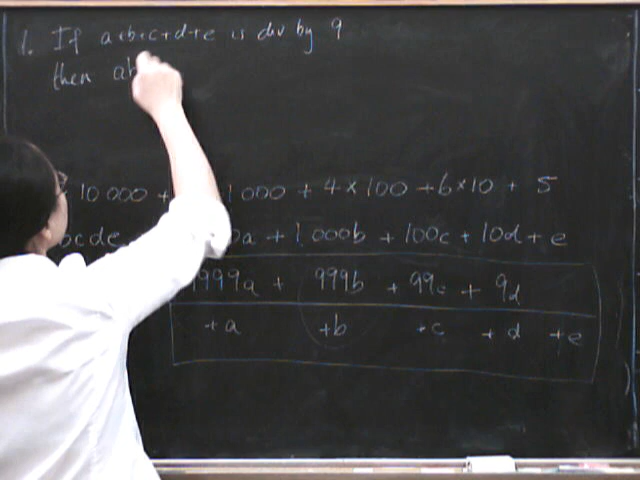 1. If a+b+c+d+e is div by 9
then ab
10 000 + 1 000 + 4×100 + 6×10 + 5
bcde a + 1 000b + 100c + 10d + e
9999a + 999b + 99c + 9d
+ a + b + c + d + e